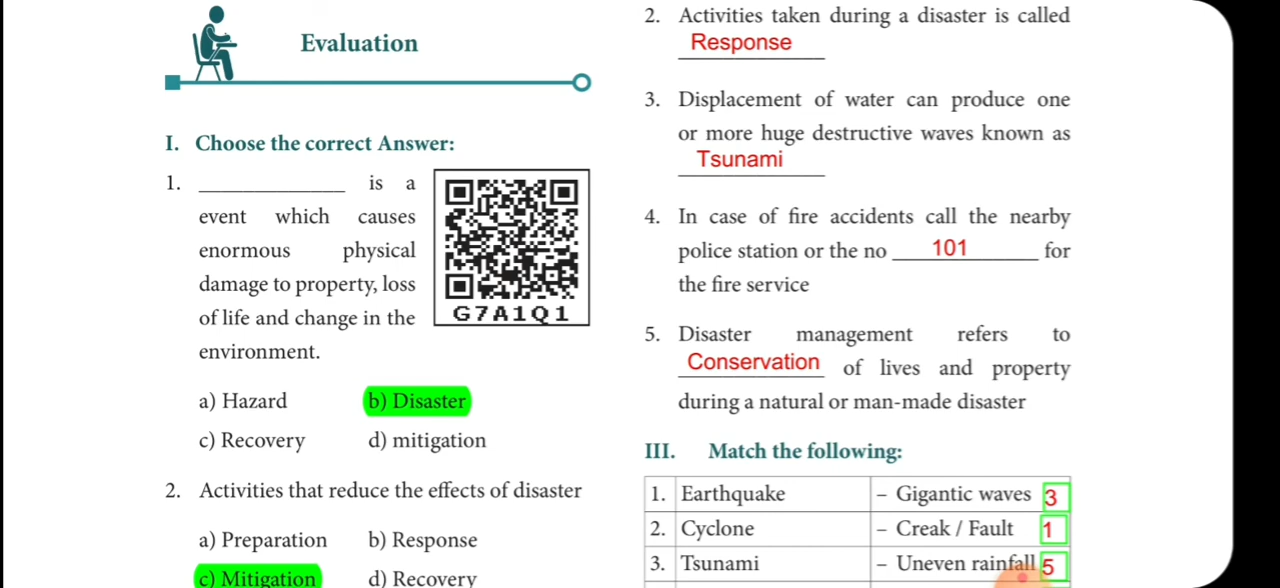 Evaluation
I. Choose the correct Answer:
1. ______________ is a
event which causes
enormous physical
damage to property, loss
of life and change in the
environment.
G7A1Q1
a) Hazard b) Disaster
c) Recovery d) mitigation
2. Activities that reduce the effects of disaster
a) Preparation b) Response
c) Mitigation d) Recovery
2. Activities taken during a disaster is called
Response
3. Displacement of water can produce one
or more huge destructive waves known as
Tsunami
4. In case of fire accidents call the nearby
police station or the no 101 for
the fire service
5. Disaster management refers to
Conservation of lives and property
during a natural or man-made disaster
III. Match the following:
1. Earthquake – Gigantic waves 3
2. Cyclone – Creak / Fault 1
3. Tsunami – Uneven rainfall 5